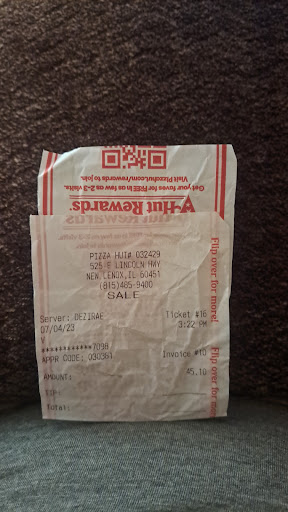 Visit Pizzahut.com/rewards to join.
Get your faves for FREE in as few as 2-3 visits.
Hut Rewards.
PIZZA HUT# 032429
525 E LINCOLN HWY
NEW LENOX, IL 60451
(815)485-9400
SALE
Server: DEZIRAE Ticket #16
07/04/23 3:22 PM
V
************7098
APPR CODE: 030361 Invoice #10
AMOUNT: 45.10
TIP:
Total:
Flip over for more!
Flip over for more!